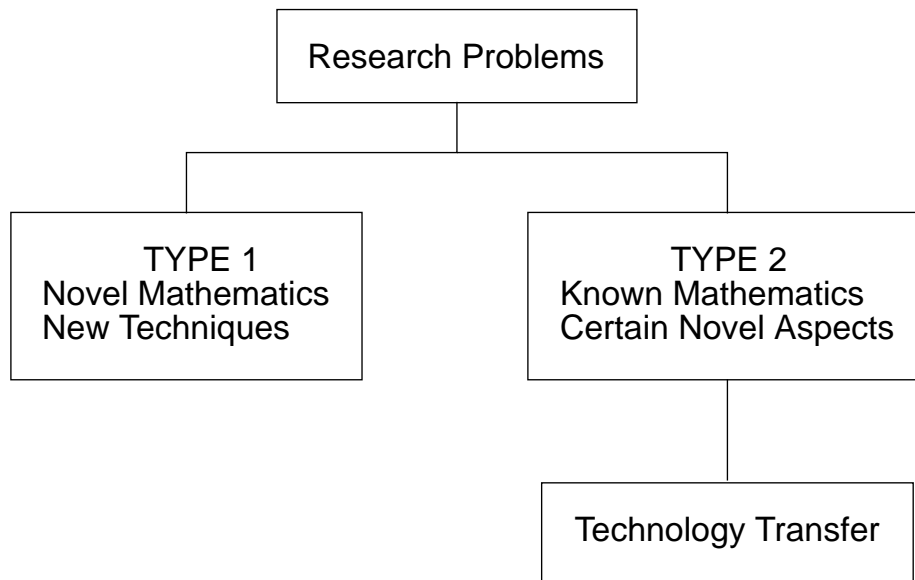 Research Problems
TYPE 1
Novel Mathematics
New Techniques
TYPE 2
Known Mathematics
Certain Novel Aspects
Technology Transfer